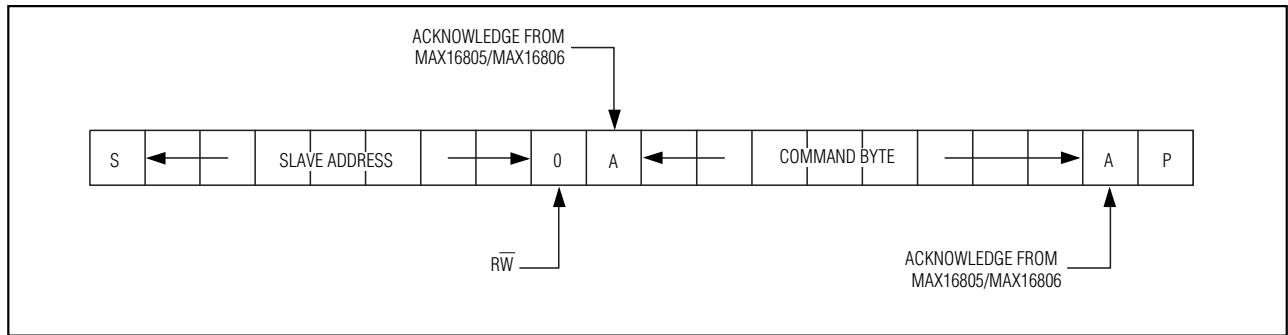 ACKNOWLEDGE FROM
MAX16805/MAX16806
S SLAVE ADDRESS 0 A COMMAND BYTE A P
RW̅
ACKNOWLEDGE FROM
MAX16805/MAX16806